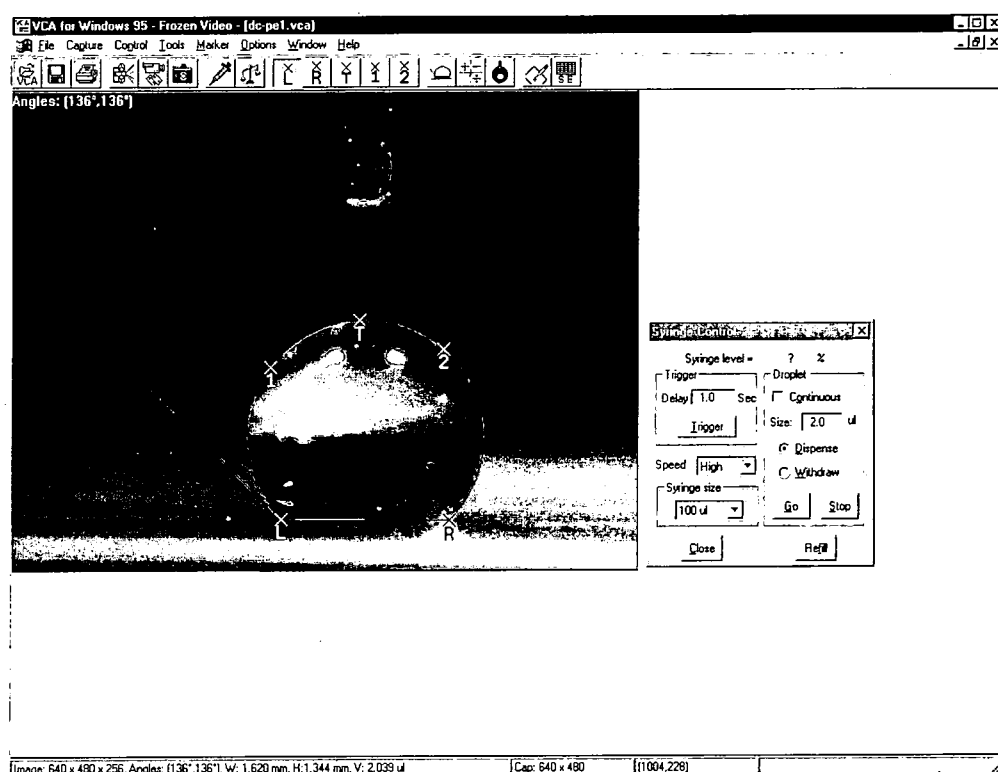 VCA for Windows 95 - Frozen Video - [dc-pe1.vca]
File Capture Control Tools Marker Options Window Help
VCA L R T 1 2
Angles: [136°,136°]
T
1 2
L R
Syringe Control
Syringe level = ? %
Trigger
Delay 1.0 Sec
Trigger
Speed High
Syringe size
100 ul
Close
Droplet
Continuous
Size: 2.0 ul
Dispense
Withdraw
Go Stop
Refill
Image: 640 x 480 x 256, Angles: [136°,136°], W: 1.620 mm, H:1.344 mm, V: 2.039 ul
Cap: 640 x 480
[(1004,228)